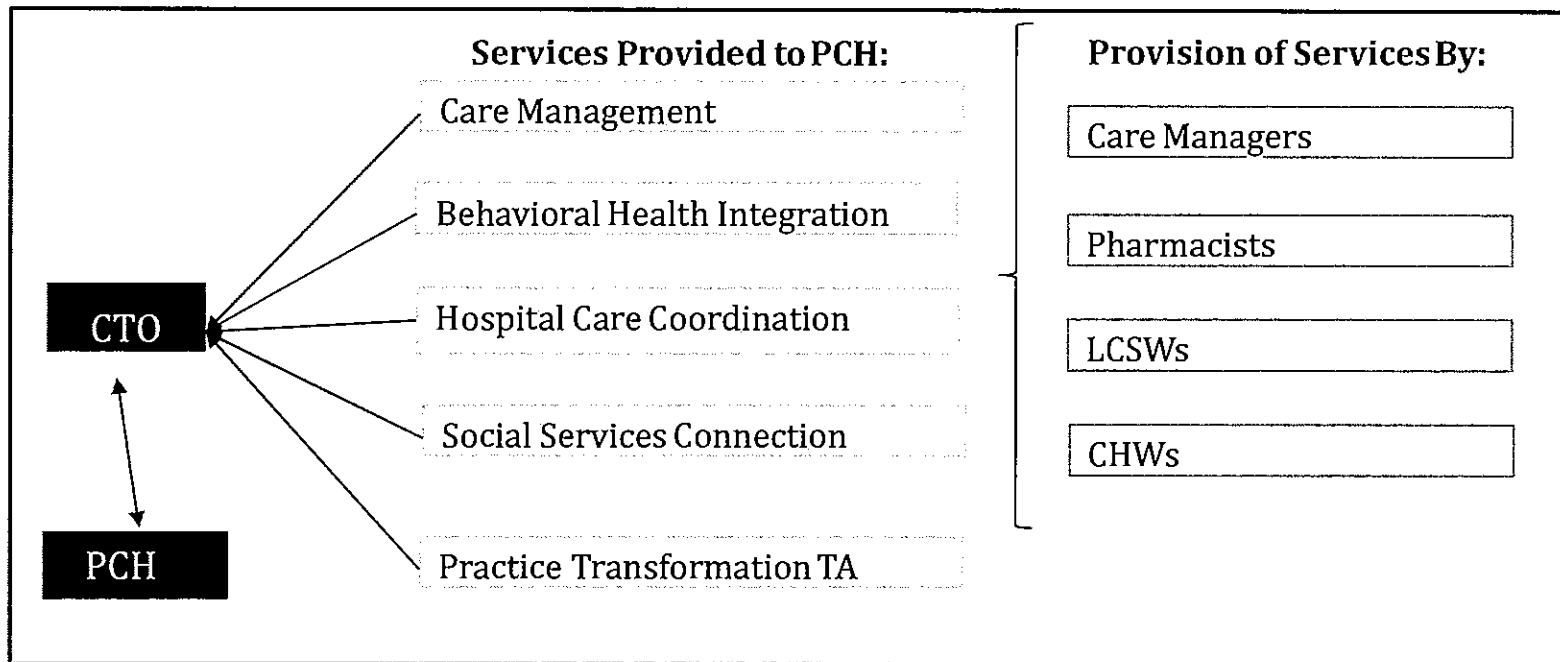 Services Provided to PCH:
Care Management
Behavioral Health Integration
Hospital Care Coordination
Social Services Connection
Practice Transformation TA
CTO
PCH
Provision of Services By:
Care Managers
Pharmacists
LCSWs
CHWs